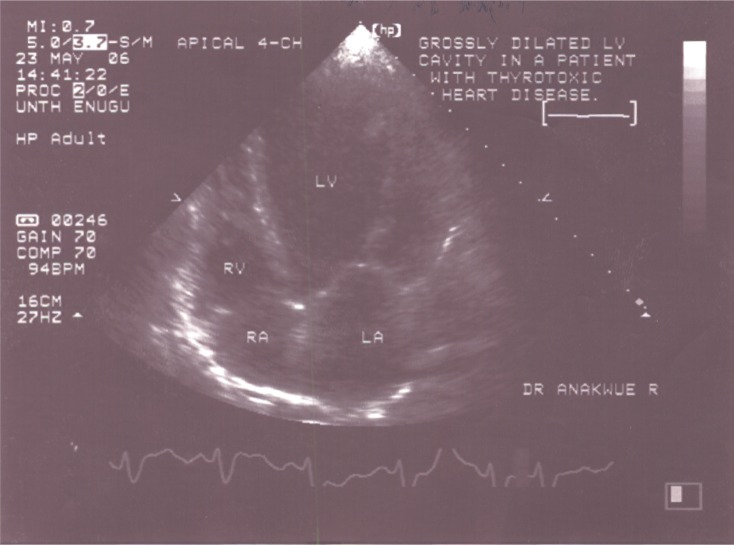 MI:0.7
5.0/3.7-S/M
23 MAY 06
14:41:22
PROC 2/0/E
UNTH ENUGU
HP Adult
00246
GAIN 70
COMP 70
94BPM
16CM
27HZ
APICAL 4-CH
hp
GROSSLY DILATED LV
CAVITY IN A PATIENT
WITH THYROTOXIC
HEART DISEASE.
LV
RV
RA
LA
DR ANAKWUE R